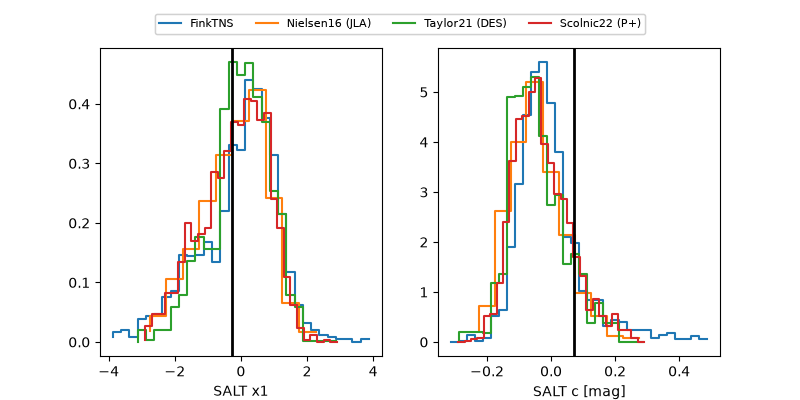 FinkTNS Nielsen16 (JLA) Taylor21 (DES) Scolnic22 (P+)
0.4
0.3
0.2
0.1
0.0
−4 −2 0 2 4
SALT x1
5
4
3
2
1
0
−0.2 0.0 0.2 0.4
SALT c [mag]